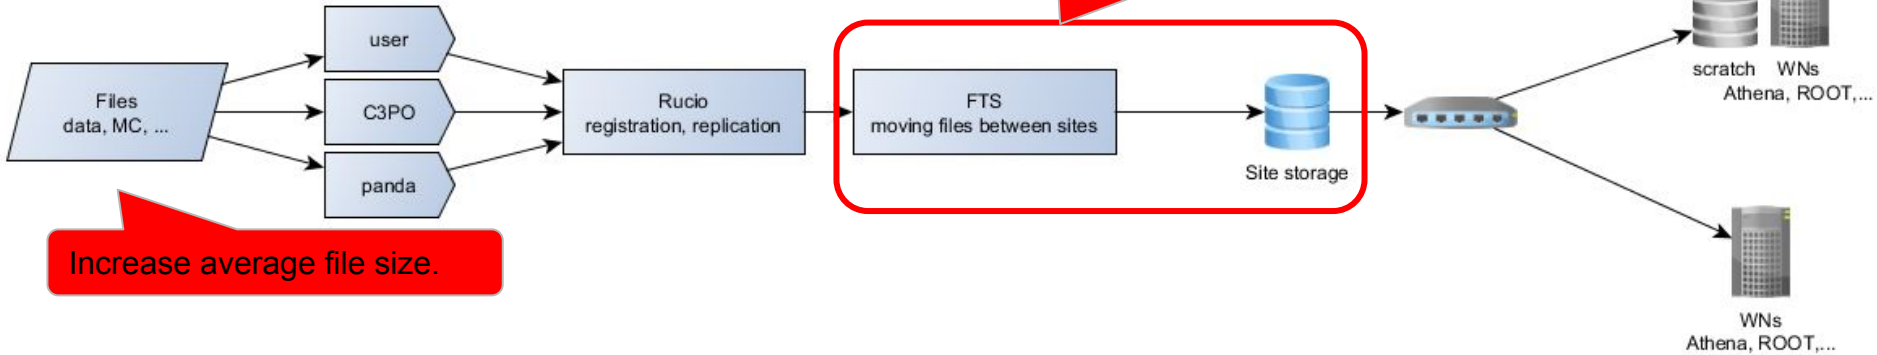 user
Files
data, MC, ...
C3PO
panda
Rucio
registration, replication
FTS
moving files between sites
Site storage
scratch WNs
Athena, ROOT,...
WNs
Athena, ROOT,...
Increase average file size.